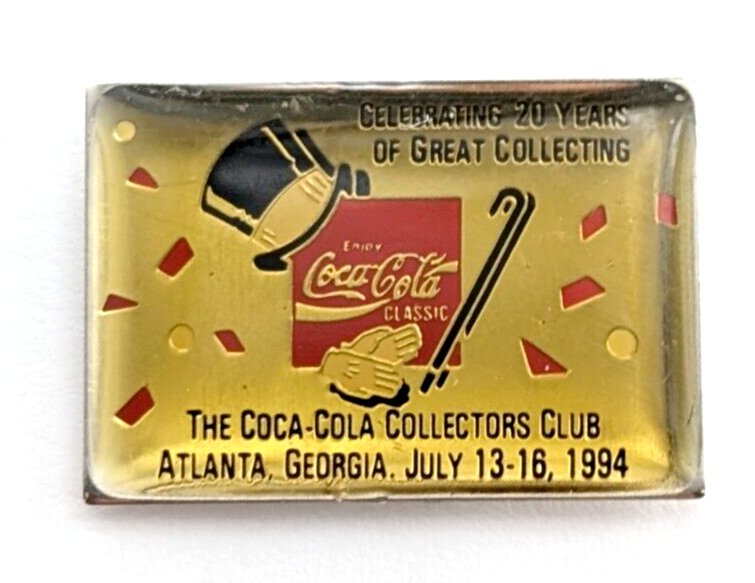 CELEBRATING 20 YEARS
OF GREAT COLLECTING
ENJOY
Coca-Cola
CLASSIC
THE COCA-COLA COLLECTORS CLUB
ATLANTA, GEORGIA. JULY 13-16, 1994